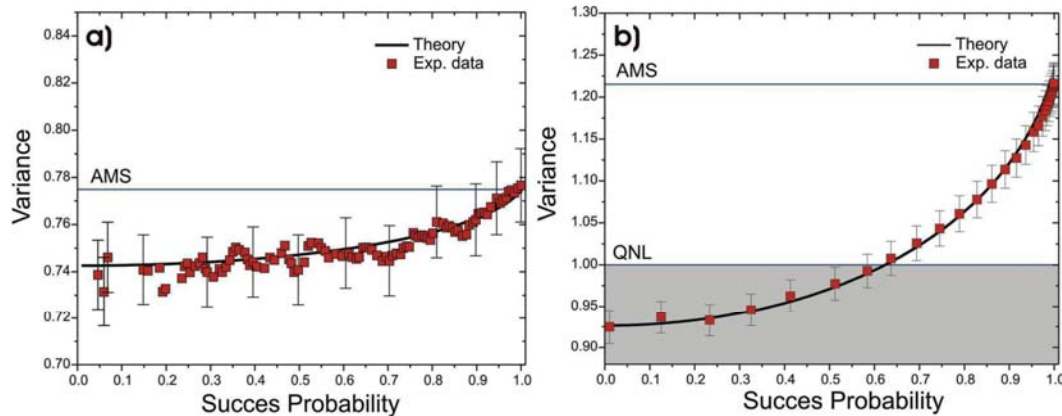 a)
Theory
Exp. data
AMS
Variance
0.84
0.82
0.80
0.78
0.76
0.74
0.72
0.70
0.0 0.1 0.2 0.3 0.4 0.5 0.6 0.7 0.8 0.9 1.0
Succes Probability
b)
Theory
Exp. data
AMS
QNL
Variance
1.30
1.25
1.20
1.15
1.10
1.05
1.00
0.95
0.90
0.0 0.1 0.2 0.3 0.4 0.5 0.6 0.7 0.8 0.9 1.0
Succes Probability